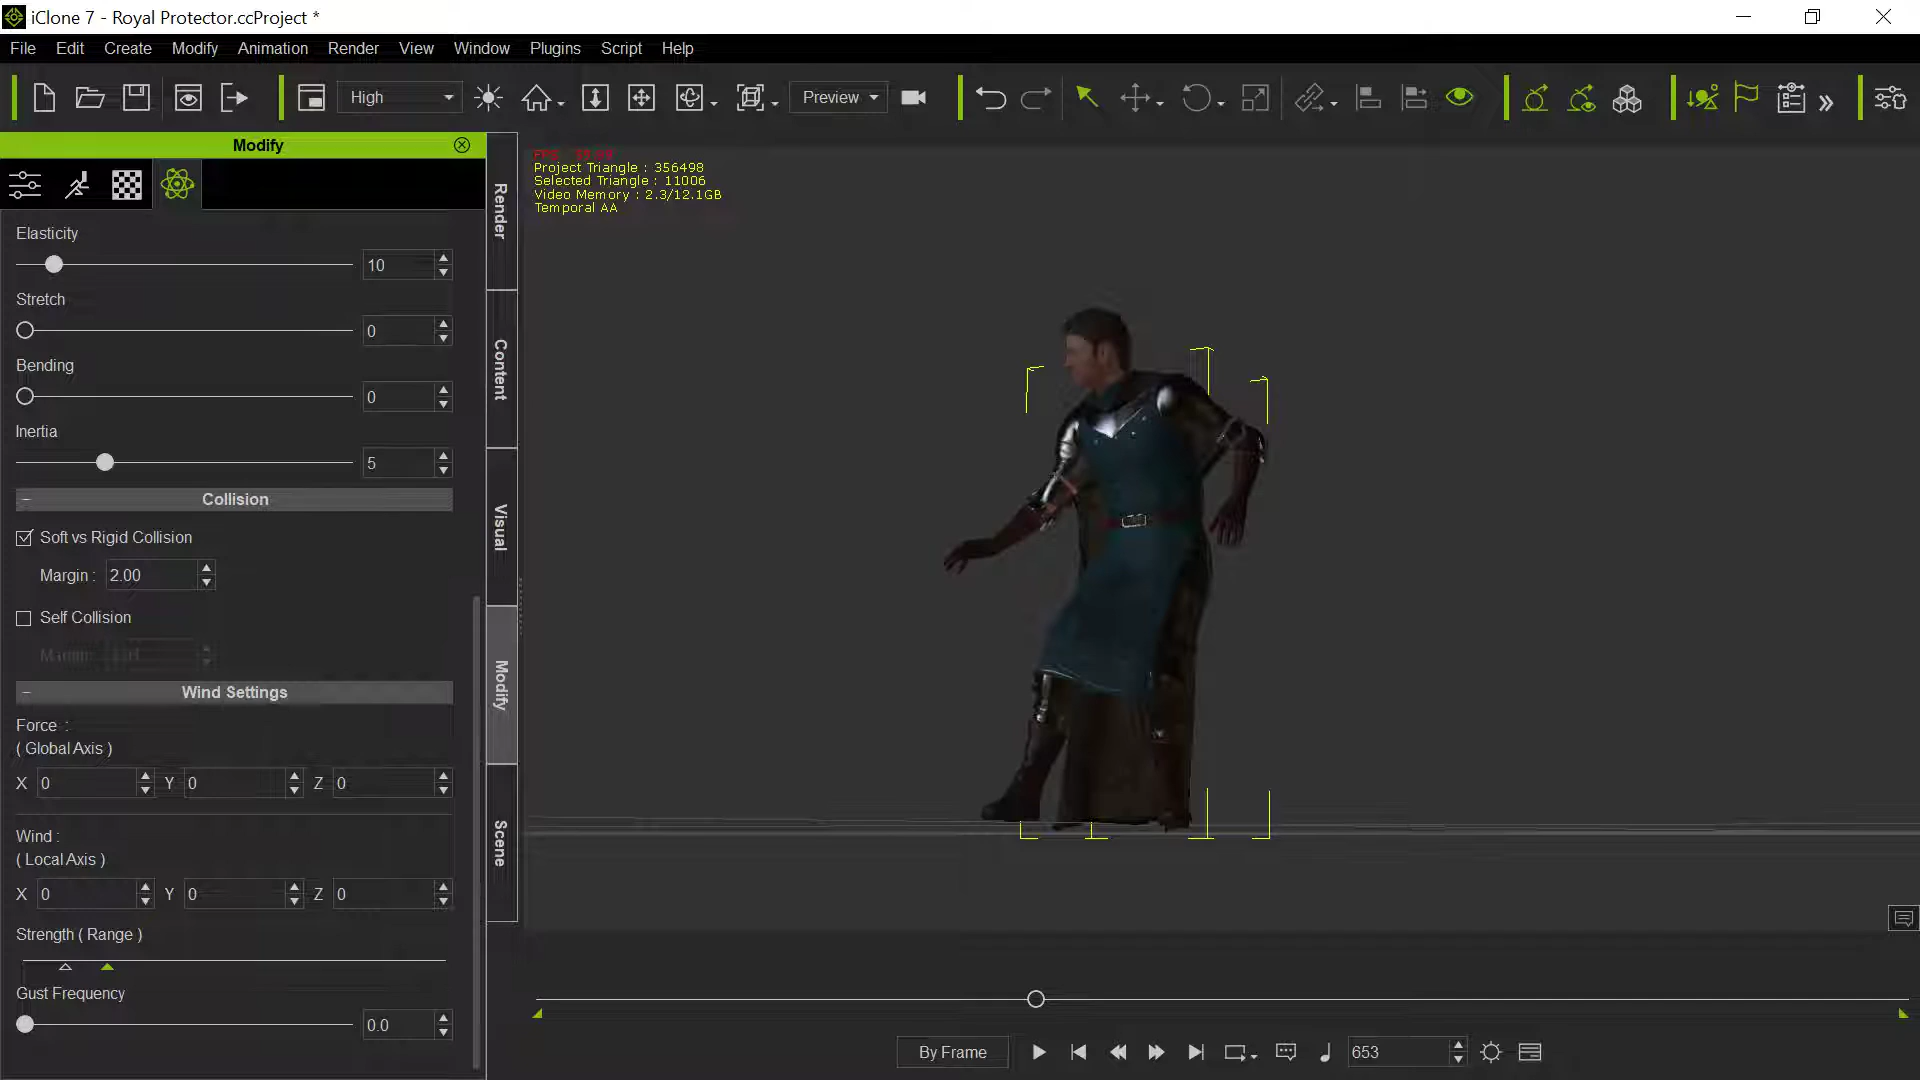 iClone 7 - Royal Protector.ccProject *
File Edit Create Modify Animation Render View Window Plugins Script Help
High
Preview
Modify
Render
Content
Visual
Modify
Scene
FPS : 59.99
Project Triangle : 356498
Selected Triangle : 11006
Video Memory : 2.3/12.1GB
Temporal AA
Elasticity
10
Stretch
0
Bending
0
Inertia
5
Collision
Soft vs Rigid Collision
Margin : 2.00
Self Collision
Wind Settings
Force :
( Global Axis )
X 0 Y 0 Z 0
Wind :
( Local Axis )
X 0 Y 0 Z 0
Strength ( Range )
Gust Frequency
0.0
By Frame
653